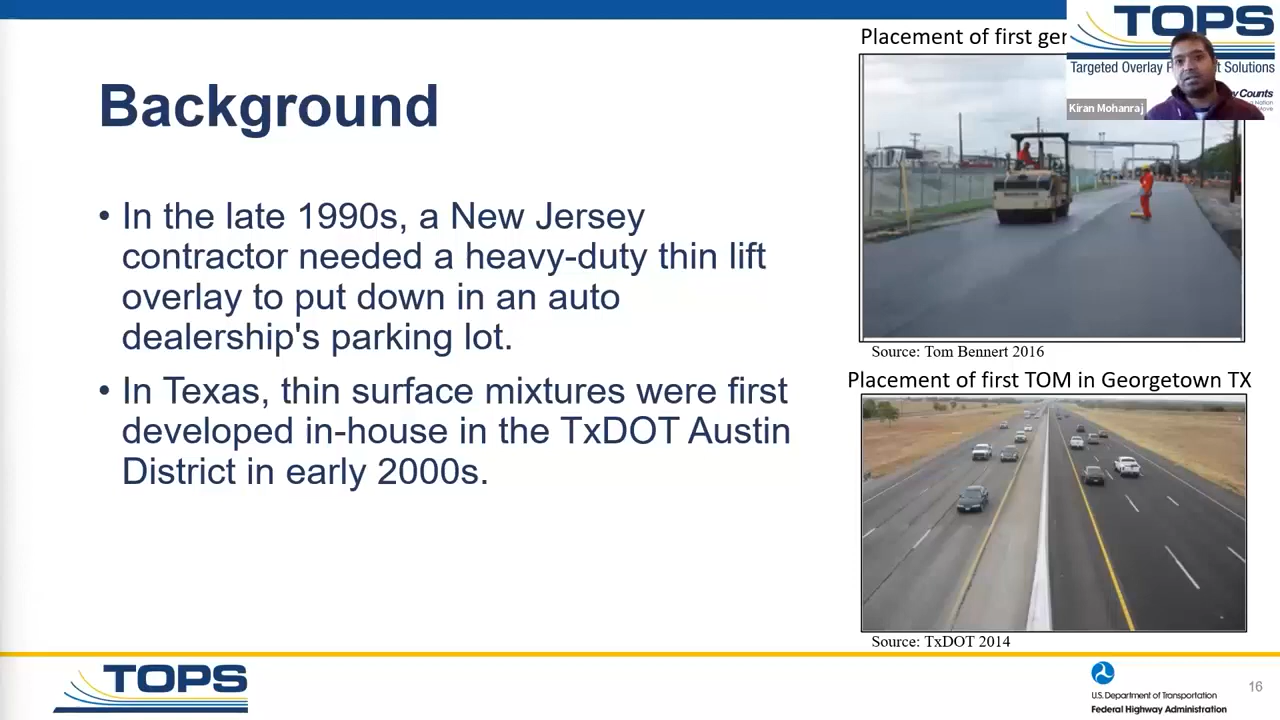 Background
• In the late 1990s, a New Jersey
contractor needed a heavy-duty thin lift
overlay to put down in an auto
dealership's parking lot.
• In Texas, thin surface mixtures were first
developed in-house in the TxDOT Austin
District in early 2000s.
Placement of first
TOPS
Targeted Overlay Solutions
Counts
Kiran Mohanraj
Source: Tom Bennert 2016
Placement of first TOM in Georgetown TX
Source: TxDOT 2014
TOPS
U.S. Department of Transportation
Federal Highway Administration
16